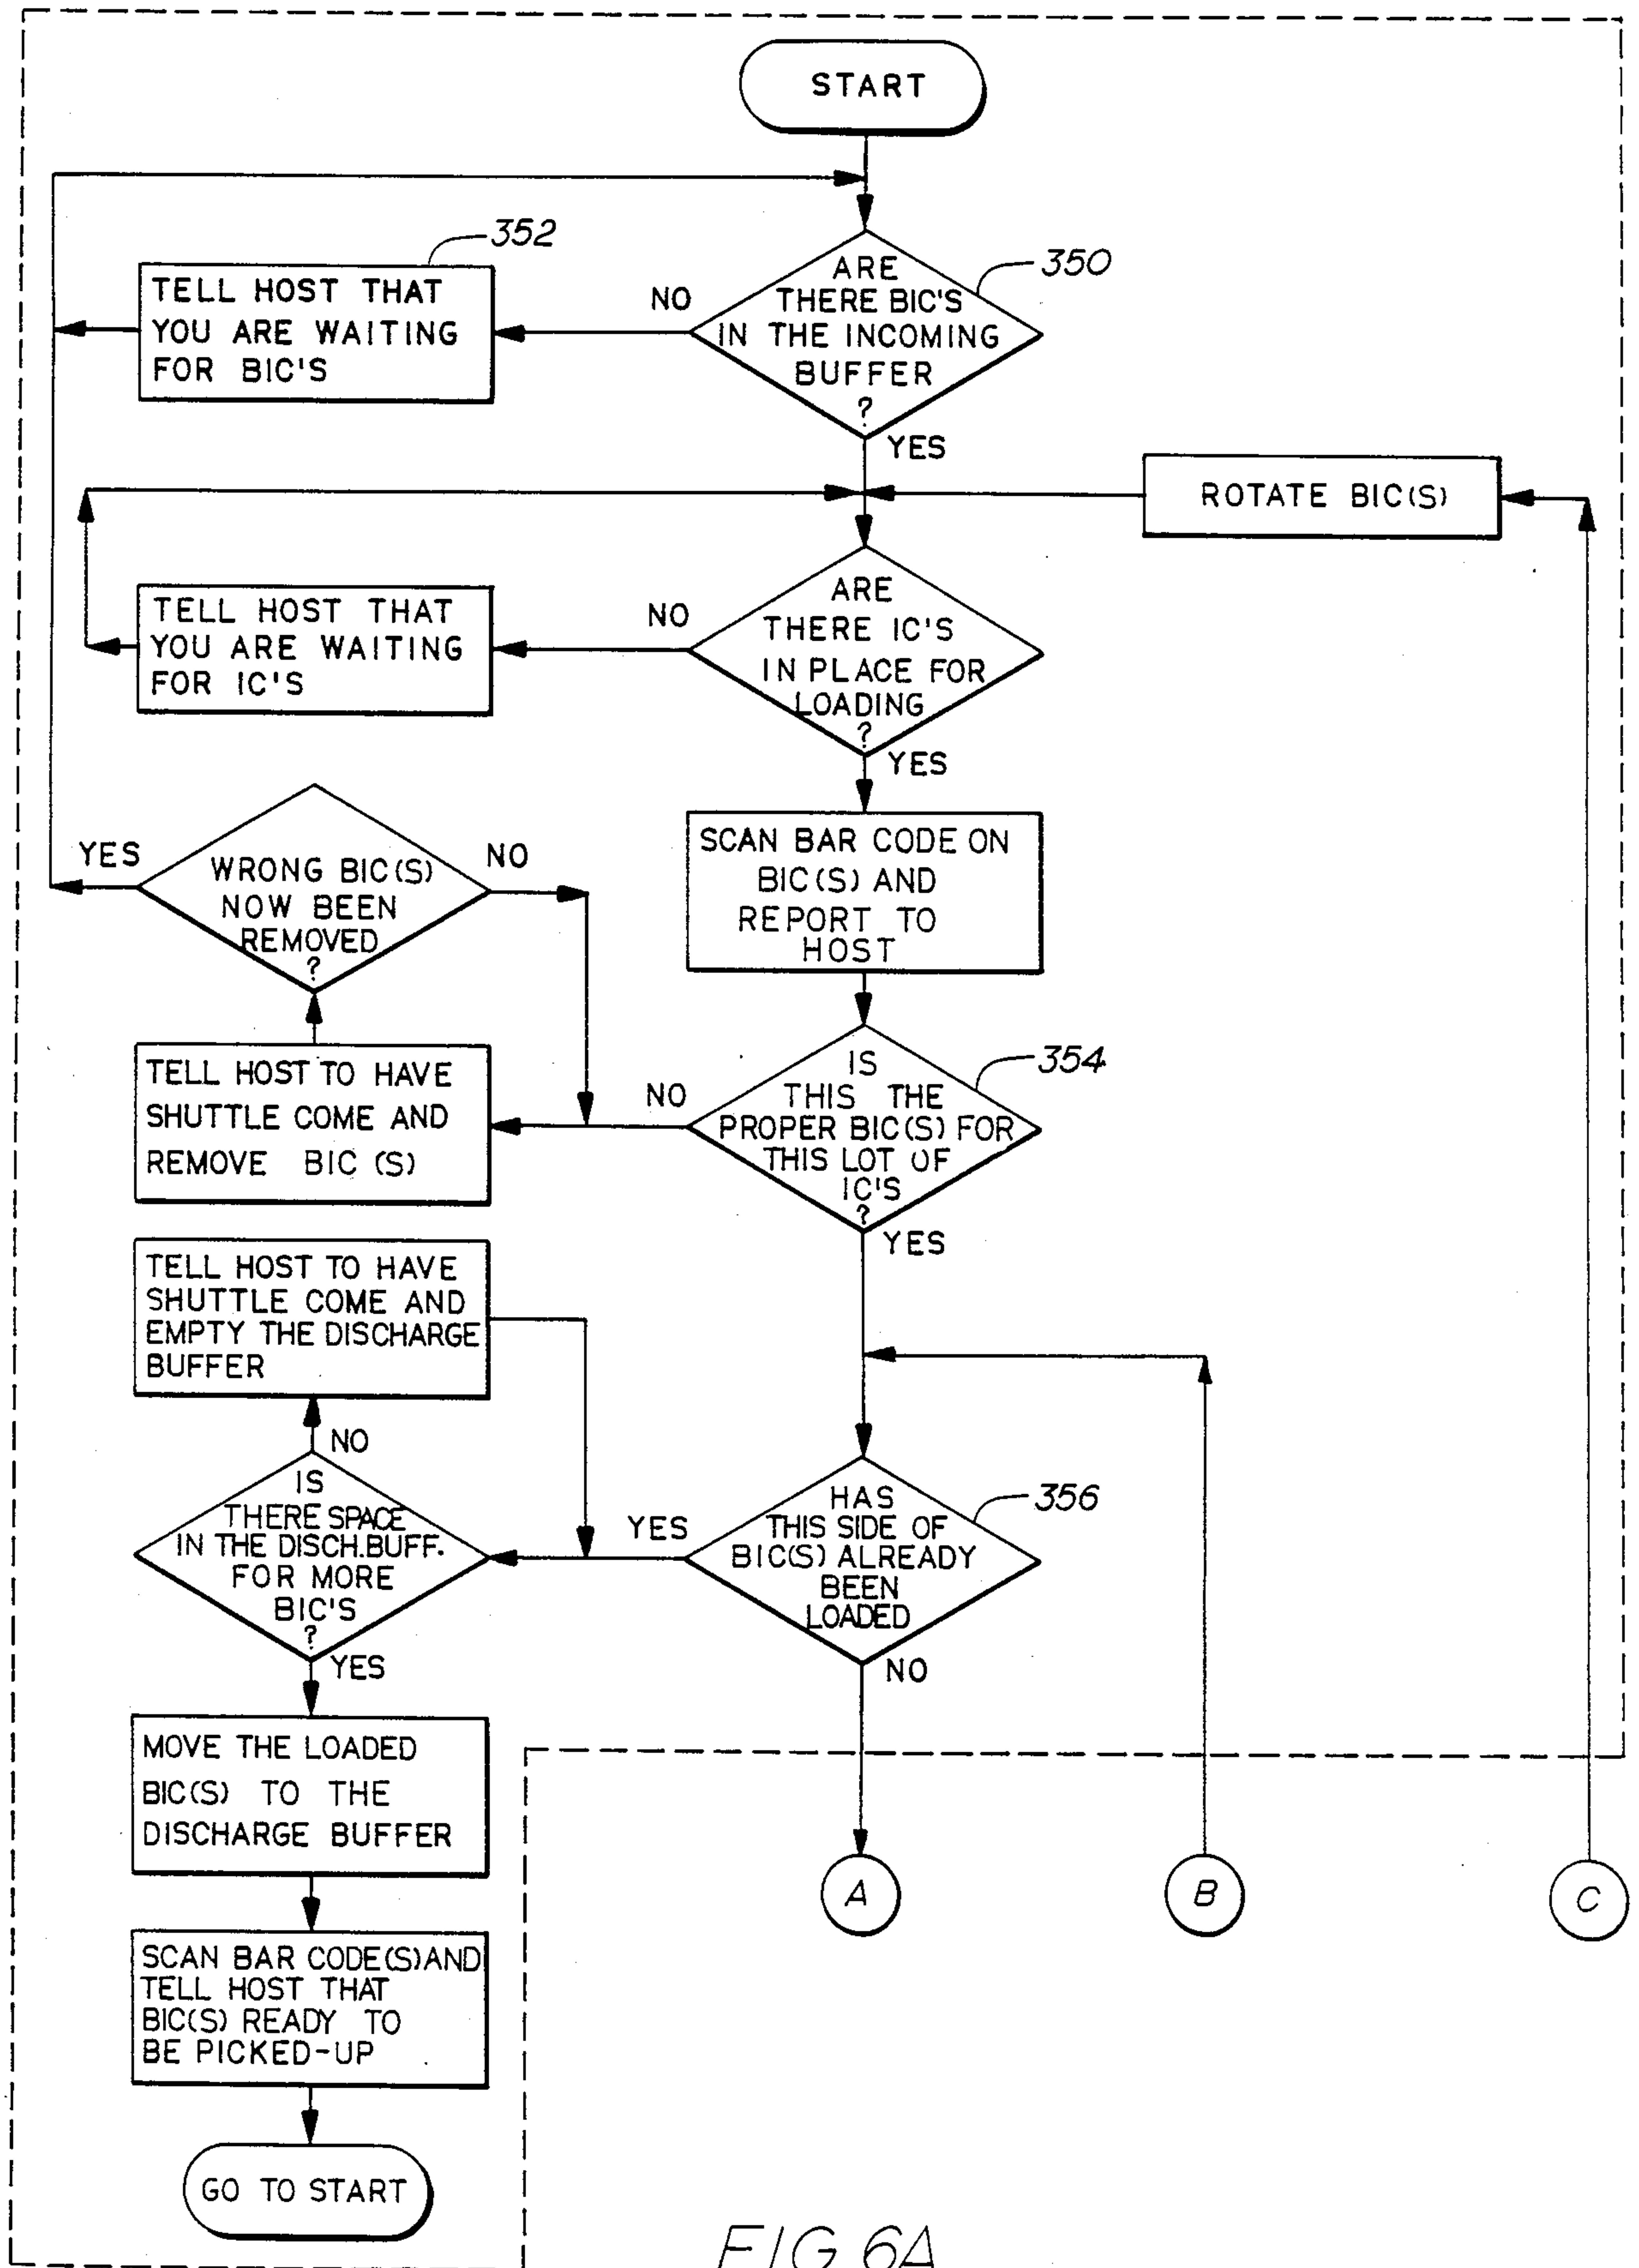 START
352
TELL HOST THAT
YOU ARE WAITING
FOR BIC'S
NO
ARE
THERE BIC'S
IN THE INCOMING
BUFFER
?
350
YES
ROTATE BIC(S)
TELL HOST THAT
YOU ARE WAITING
FOR IC'S
NO
ARE
THERE IC'S
IN PLACE FOR
LOADING
?
YES
YES
WRONG BIC(S)
NOW BEEN
REMOVED
?
NO
SCAN BAR CODE ON
BIC(S) AND
REPORT TO
HOST
TELL HOST TO HAVE
SHUTTLE COME AND
REMOVE BIC (S)
NO
IS
THIS THE
PROPER BIC(S) FOR
THIS LOT OF
IC'S
?
354
YES
TELL HOST TO HAVE
SHUTTLE COME AND
EMPTY THE DISCHARGE
BUFFER
NO
IS
THERE SPACE
IN THE DISCH.BUFF.
FOR MORE
BIC'S
?
YES
YES
HAS
THIS SIDE OF
BIC(S) ALREADY
BEEN
LOADED
356
NO
MOVE THE LOADED
BIC(S) TO THE
DISCHARGE BUFFER
A
B
C
SCAN BAR CODE(S)AND
TELL HOST THAT
BIC(S) READY TO
BE PICKED-UP
GO TO START
FIG. 6A